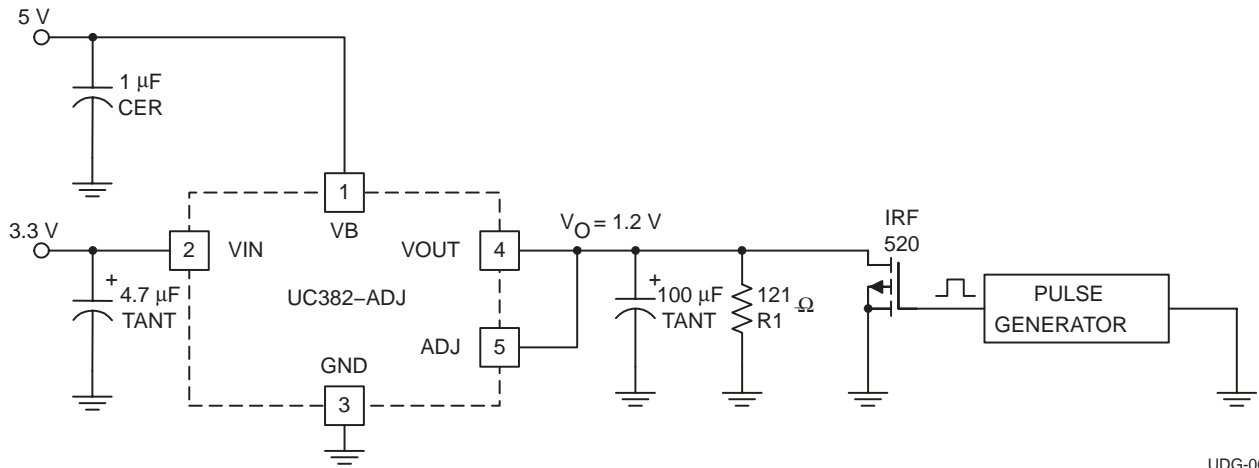 5 V
1 μF
CER
1
VB
3.3 V
2
VIN
4.7 μF
TANT
+
UC382–ADJ
VOUT
4
ADJ
5
GND
3
VO = 1.2 V
+
100 μF
TANT
121 Ω
R1
IRF
520
PULSE
GENERATOR